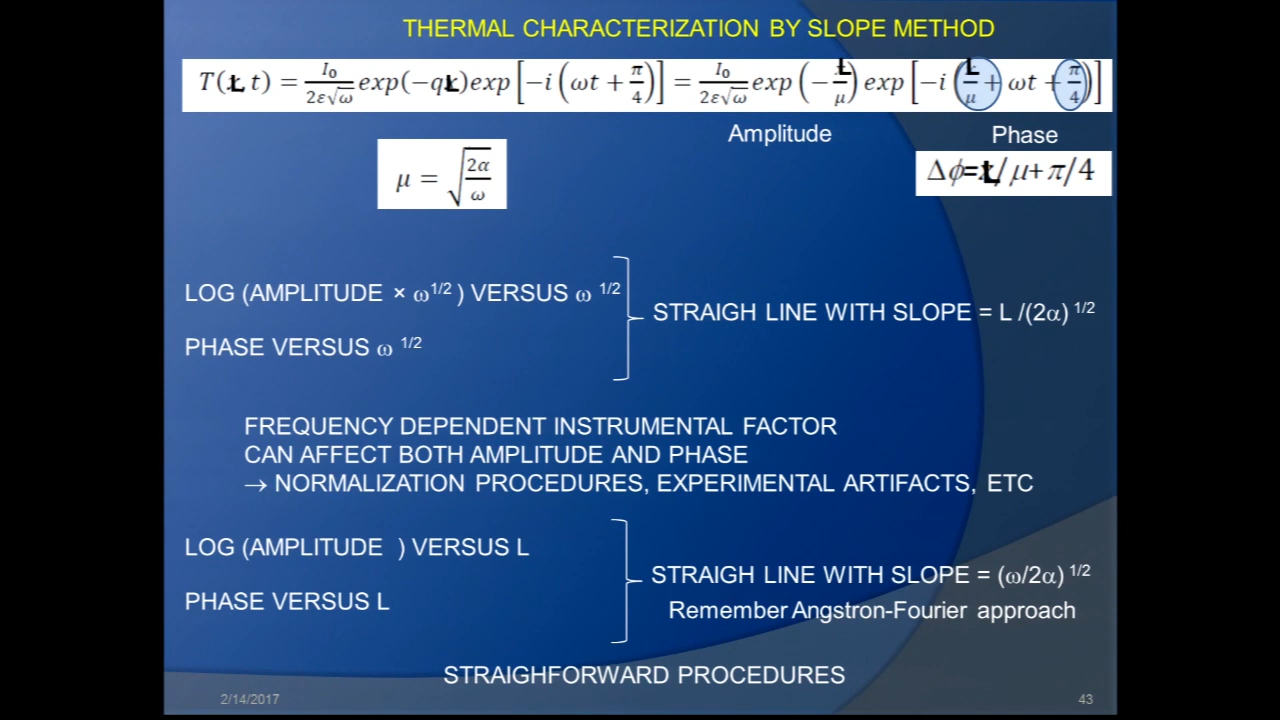 THERMAL CHARACTERIZATION BY SLOPE METHOD
T(L, t) = I₀/(2ε√ω) exp(−qL) exp[−i(ωt + π/4)] = I₀/(2ε√ω) exp(−L/μ) exp[−i(L/μ + ωt + π/4)]
Amplitude Phase
μ = √(2α/ω)
Δϕ=L/μ+π/4
LOG (AMPLITUDE × ω^1/2 ) VERSUS ω ^1/2
STRAIGH LINE WITH SLOPE = L /(2α) ^1/2
PHASE VERSUS ω ^1/2
FREQUENCY DEPENDENT INSTRUMENTAL FACTOR
CAN AFFECT BOTH AMPLITUDE AND PHASE
→ NORMALIZATION PROCEDURES, EXPERIMENTAL ARTIFACTS, ETC
LOG (AMPLITUDE ) VERSUS L
STRAIGH LINE WITH SLOPE = (ω/2α) ^1/2
PHASE VERSUS L
Remember Angstron-Fourier approach
STRAIGHFORWARD PROCEDURES
2/14/2017
43